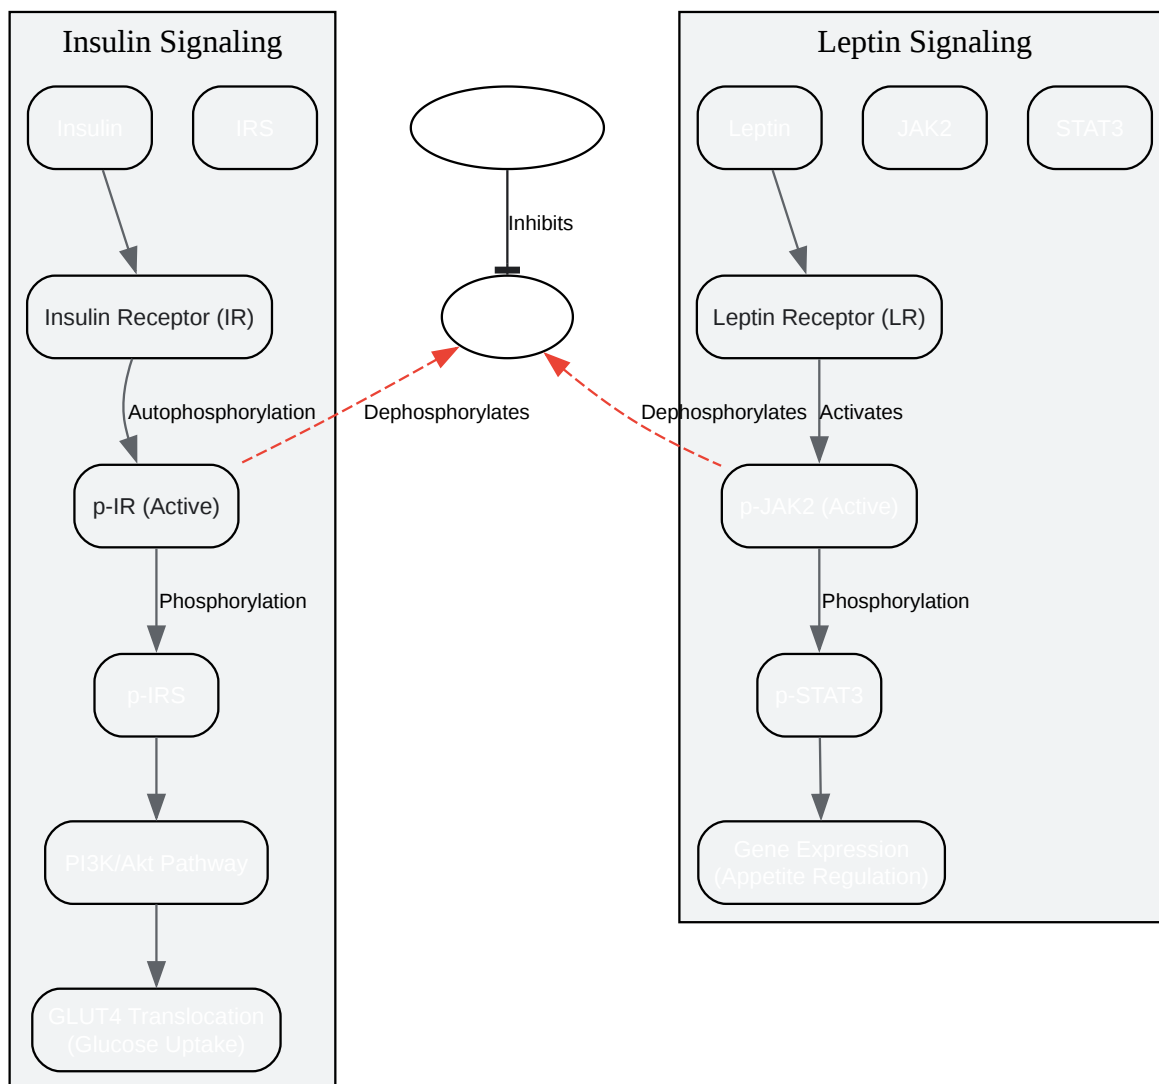 Insulin Signaling
Leptin Signaling
Insulin
IRS
Leptin
JAK2
STAT3
Inhibits
Insulin Receptor (IR)
Leptin Receptor (LR)
Autophosphorylation
Dephosphorylates
Dephosphorylates
Activates
p-IR (Active)
p-JAK2 (Active)
Phosphorylation
Phosphorylation
p-IRS
p-STAT3
PI3K/Akt Pathway
Gene Expression
(Appetite Regulation)
GLUT4 Translocation
(Glucose Uptake)